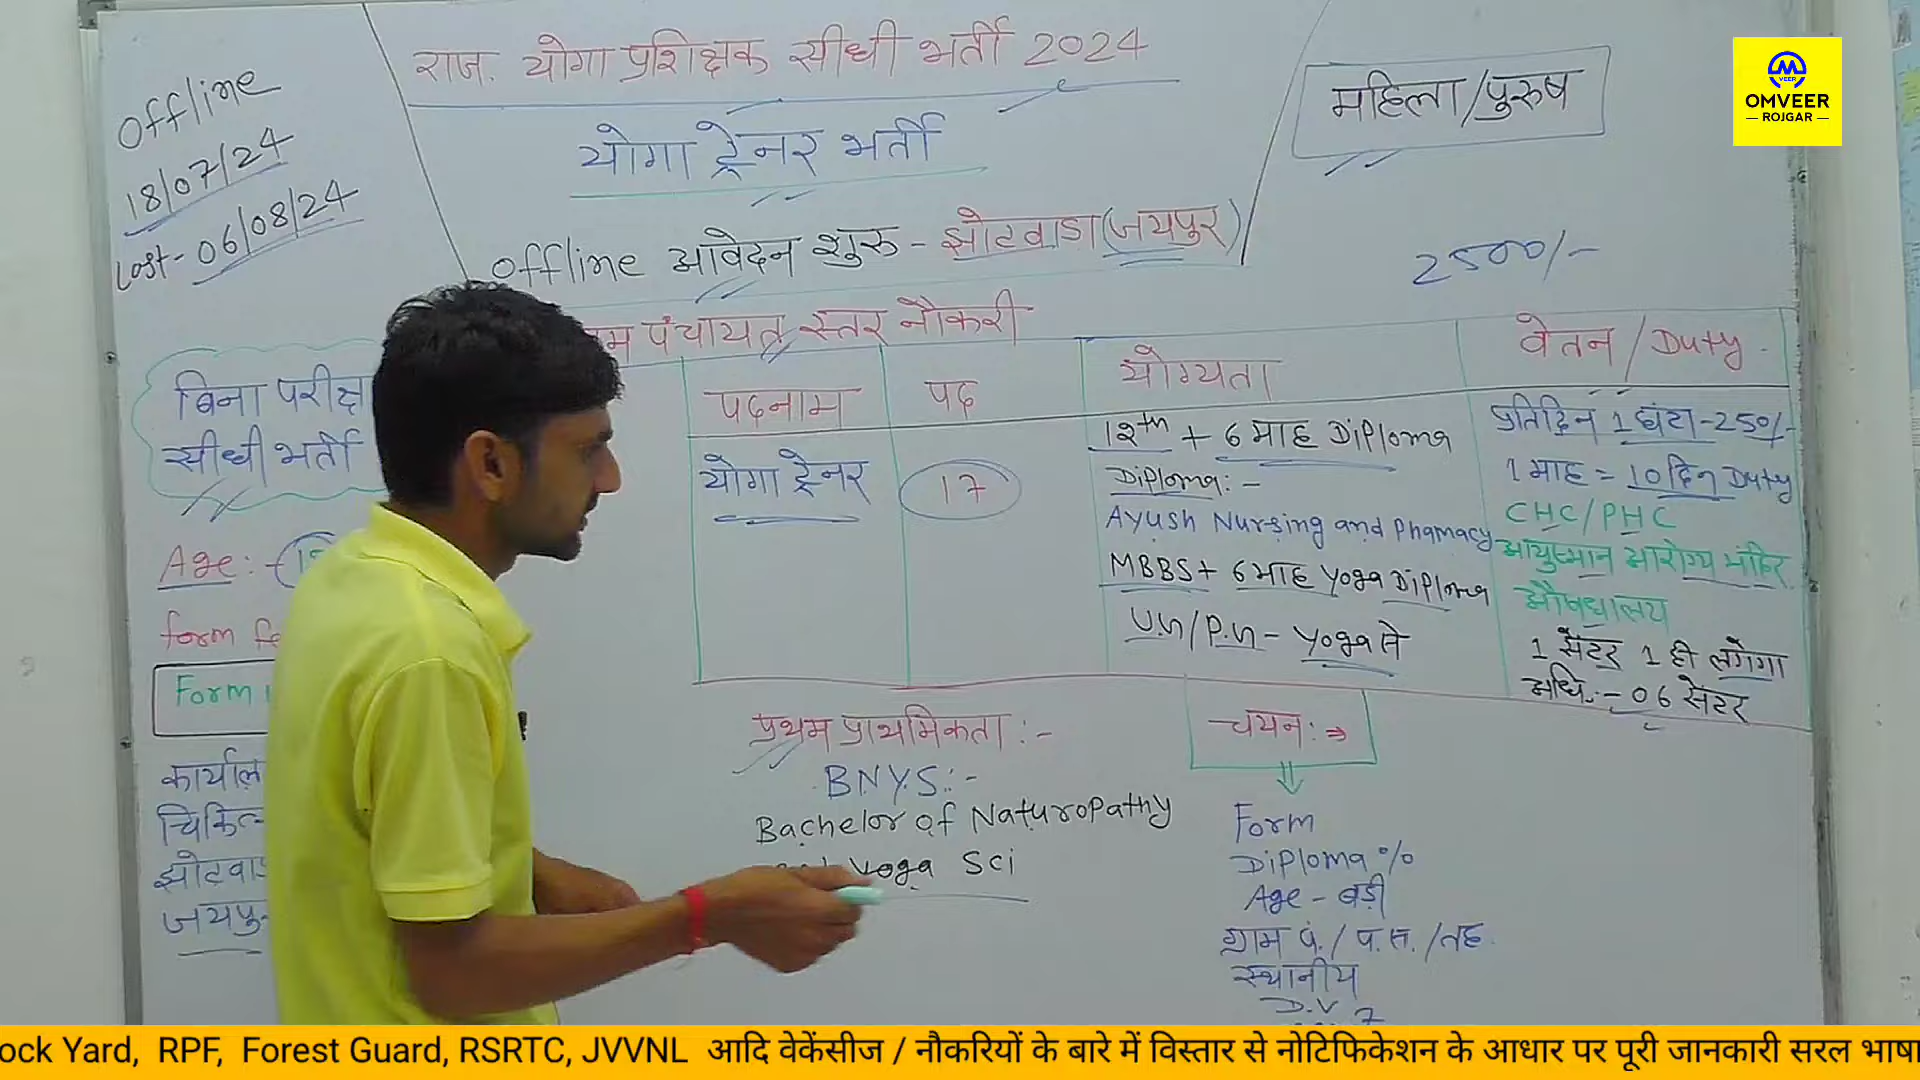 राज. योगा प्रशिक्षक सीधी भर्ती 2024
Offline
18/07/24
Last - 06/08/24
महिला/पुरुष
VEER
OMVEER
ROJGAR
योगा ट्रेनर भर्ती
offline आवेदन शुरु - झोटवाडा (जयपुर)
2500/-
पंचायत स्तर नौकरी
बिना परीक्षा
सीधी भर्ती
Age : -
form
Form
झोटवाड
पदनाम
पद
योग्यता
वेतन / Duty
योगा ट्रेनर
17
12th + 6 माह Diploma
Diploma: -
Ayush Nursing and Phamacy
MBBS + 6 माह Yoga Diploma
U.G/P.G - Yoga में
प्रतिदिन 1 घंटा - 250/-
1 माह = 10 दिन Duty
CHC/PHC
आयुष्मान आरोग्य मंदिर
औषधालय
1 सेंटर 1 ही लगेगा
अधि. - 06 सेंटर
प्रथम प्राथमिकता : -
B.N.Y.S: -
Bachelor of Naturopathy
Yoga Sci
चयन: ⇒
Form
Diploma %
Age - बड़ी
ग्राम पं. / प.स. / तह.
स्थानीय
D.V
ock Yard, RPF, Forest Guard, RSRTC, JVVNL आदि वेकेंसीज / नौकरियों के बारे में विस्तार से नोटिफिकेशन के आधार पर पूरी जानकारी सरल भाषा